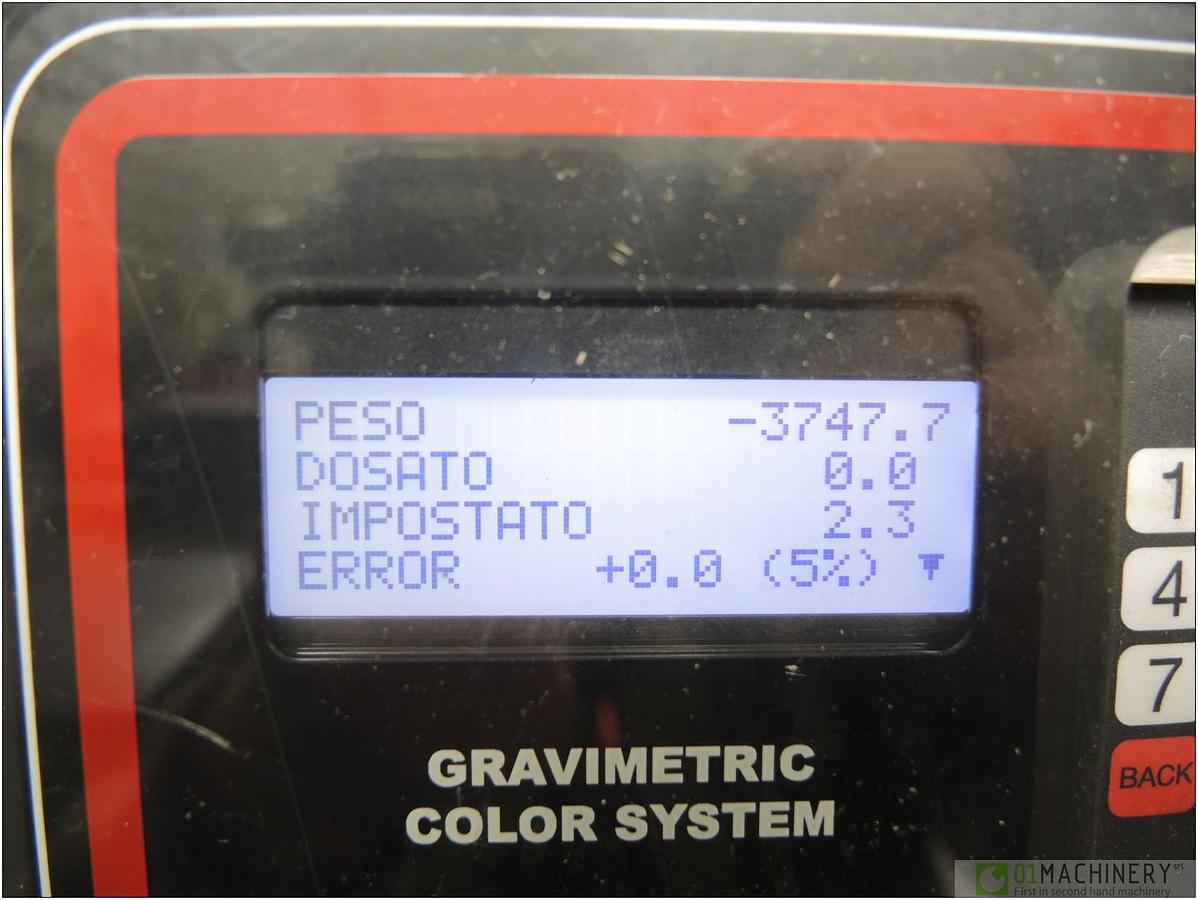 PESO -3747.7
DOSATO 0.0
IMPOSTATO 2.3
ERROR +0.0 (5%) ▼
GRAVIMETRIC
COLOR SYSTEM
1
4
7
BACK
01MACHINERY srl
First in second hand machinery